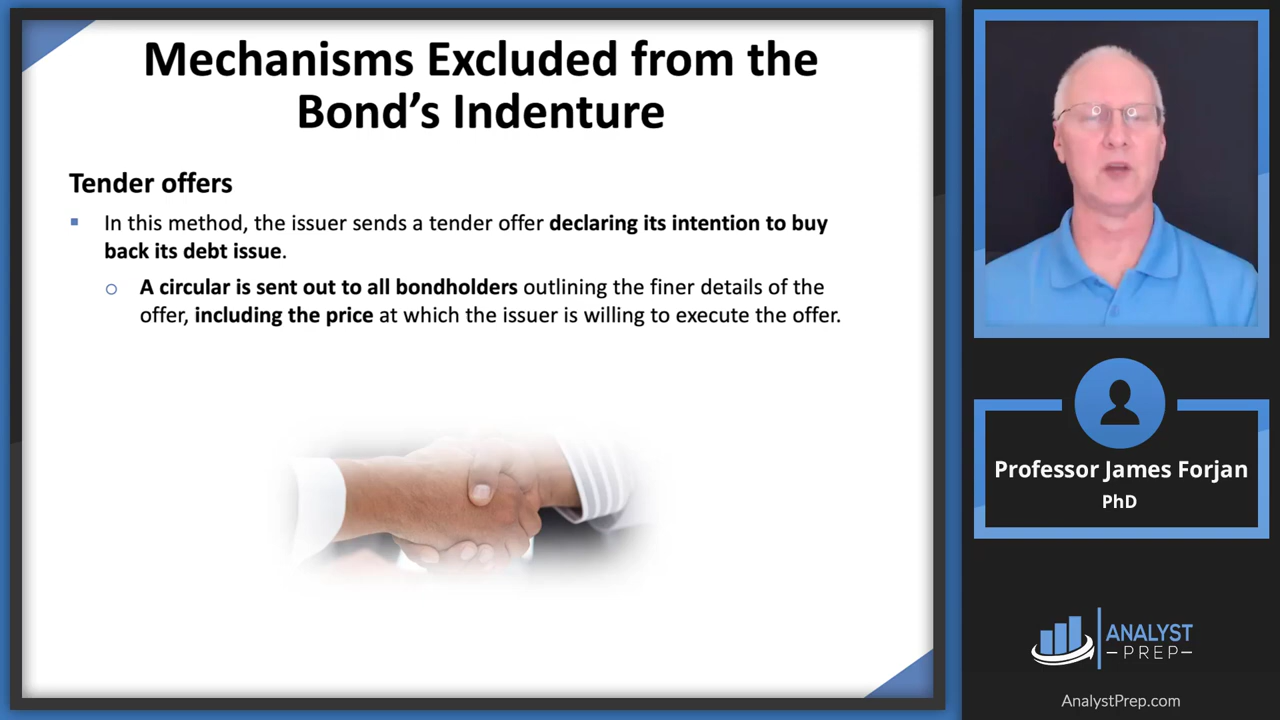 Mechanisms Excluded from the
Bond’s Indenture
Tender offers
In this method, the issuer sends a tender offer declaring its intention to buy
back its debt issue.
A circular is sent out to all bondholders outlining the finer details of the
offer, including the price at which the issuer is willing to execute the offer.
Professor James Forjan
PhD
ANALYST
PREP
AnalystPrep.com